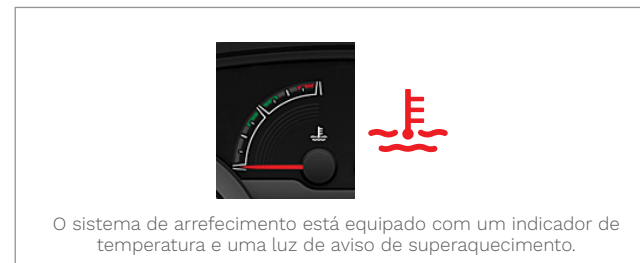 O sistema de arrefecimento está equipado com um indicador de
temperatura e uma luz de aviso de superaquecimento.